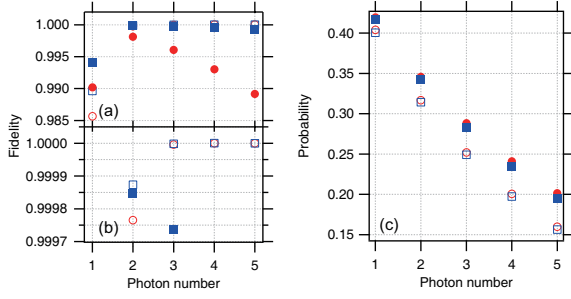 1.000
0.995
0.990
0.985
(a)
Fidelity
1.0000
0.9999
0.9998
0.9997
(b)
1 2 3 4 5
Photon number
0.40
0.35
0.30
0.25
0.20
0.15
Probability
(c)
1 2 3 4 5
Photon number